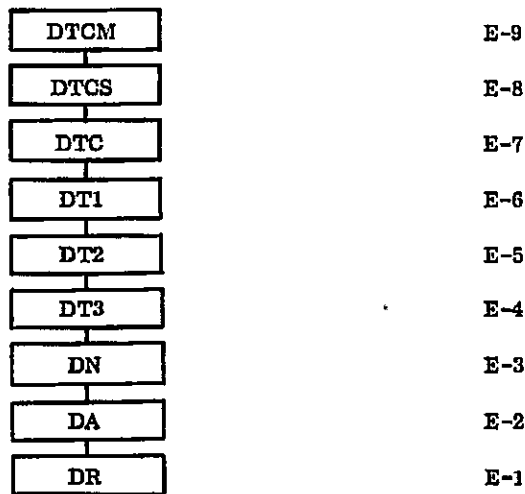 DTCM E-9
DTCS E-8
DTC E-7
DT1 E-6
DT2 E-5
DT3 E-4
DN E-3
DA E-2
DR E-1